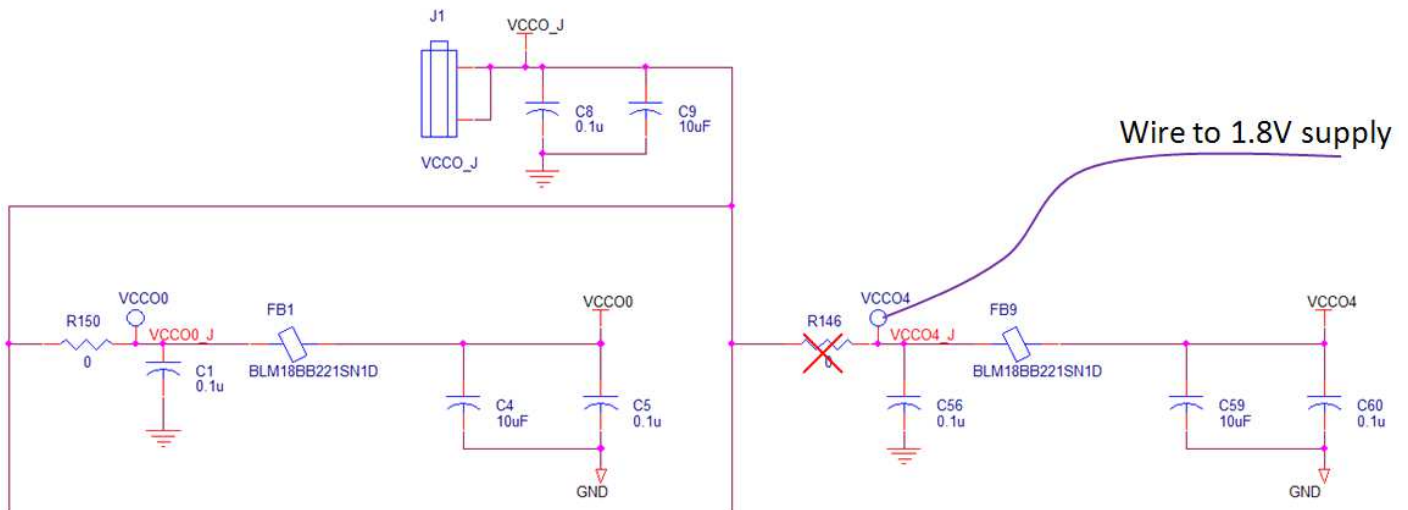 J1
VCCO_J
C8
0.1u
C9
10uF
VCCO_J
Wire to 1.8V supply
R150
0
VCCO0
VCCO0_J
C1
0.1u
FB1
BLM18BB221SN1D
VCCO0
C4
10uF
C5
0.1u
GND
R146
0
VCCO4
VCCO4_J
C56
0.1u
FB9
BLM18BB221SN1D
VCCO4
C59
10uF
C60
0.1u
GND